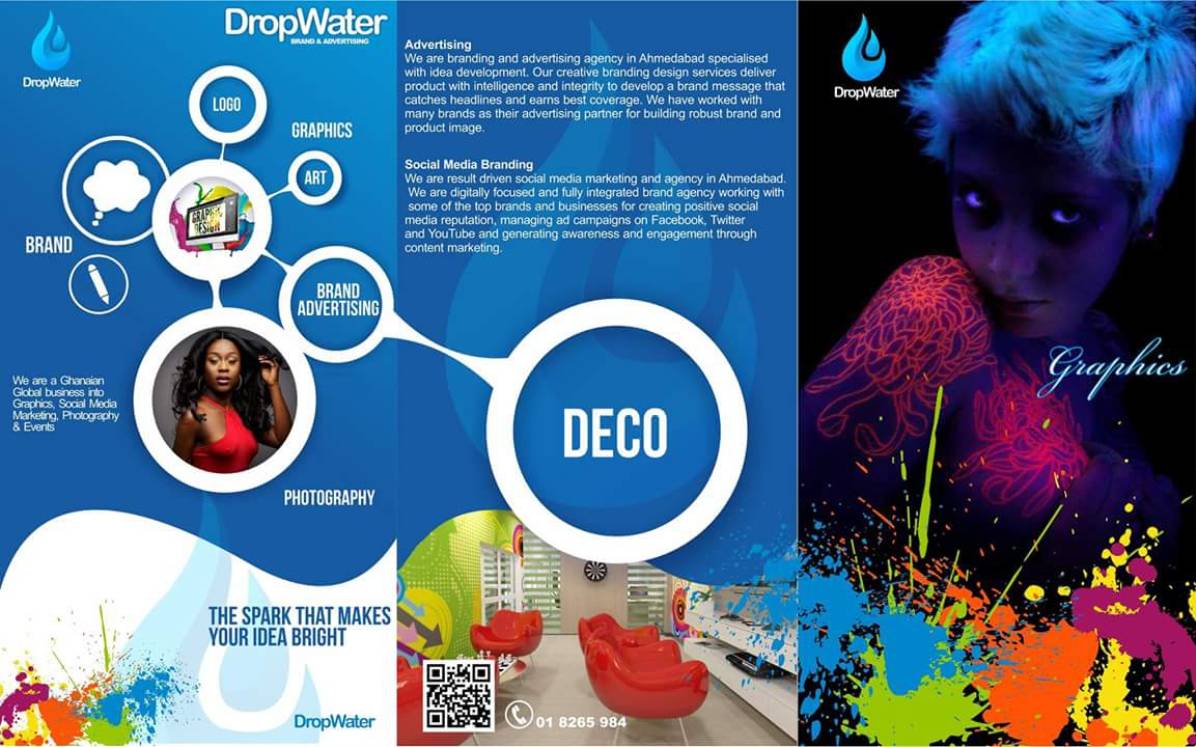 DropWater
DropWater
BRAND & ADVERTISING
LOGO
GRAPHICS
ART
GRAPHIC
DESIGN
BRAND
BRAND
ADVERTISING
We are a Ghanaian
Global business into
Graphics, Social Media
Marketing, Photography
& Events
PHOTOGRAPHY
THE SPARK THAT MAKES
YOUR IDEA BRIGHT
DropWater
Advertising
We are branding and advertising agency in Ahmedabad specialised
with idea development. Our creative branding design services deliver
product with intelligence and integrity to develop a brand message that
catches headlines and earns best coverage. We have worked with
many brands as their advertising partner for building robust brand and
product image.
Social Media Branding
We are result driven social media marketing and agency in Ahmedabad.
We are digitally focused and fully integrated brand agency working with
some of the top brands and businesses for creating positive social
media reputation, managing ad campaigns on Facebook, Twitter
and YouTube and generating awareness and engagement through
content marketing.
DECO
01 8265 984
DropWater
Graphics